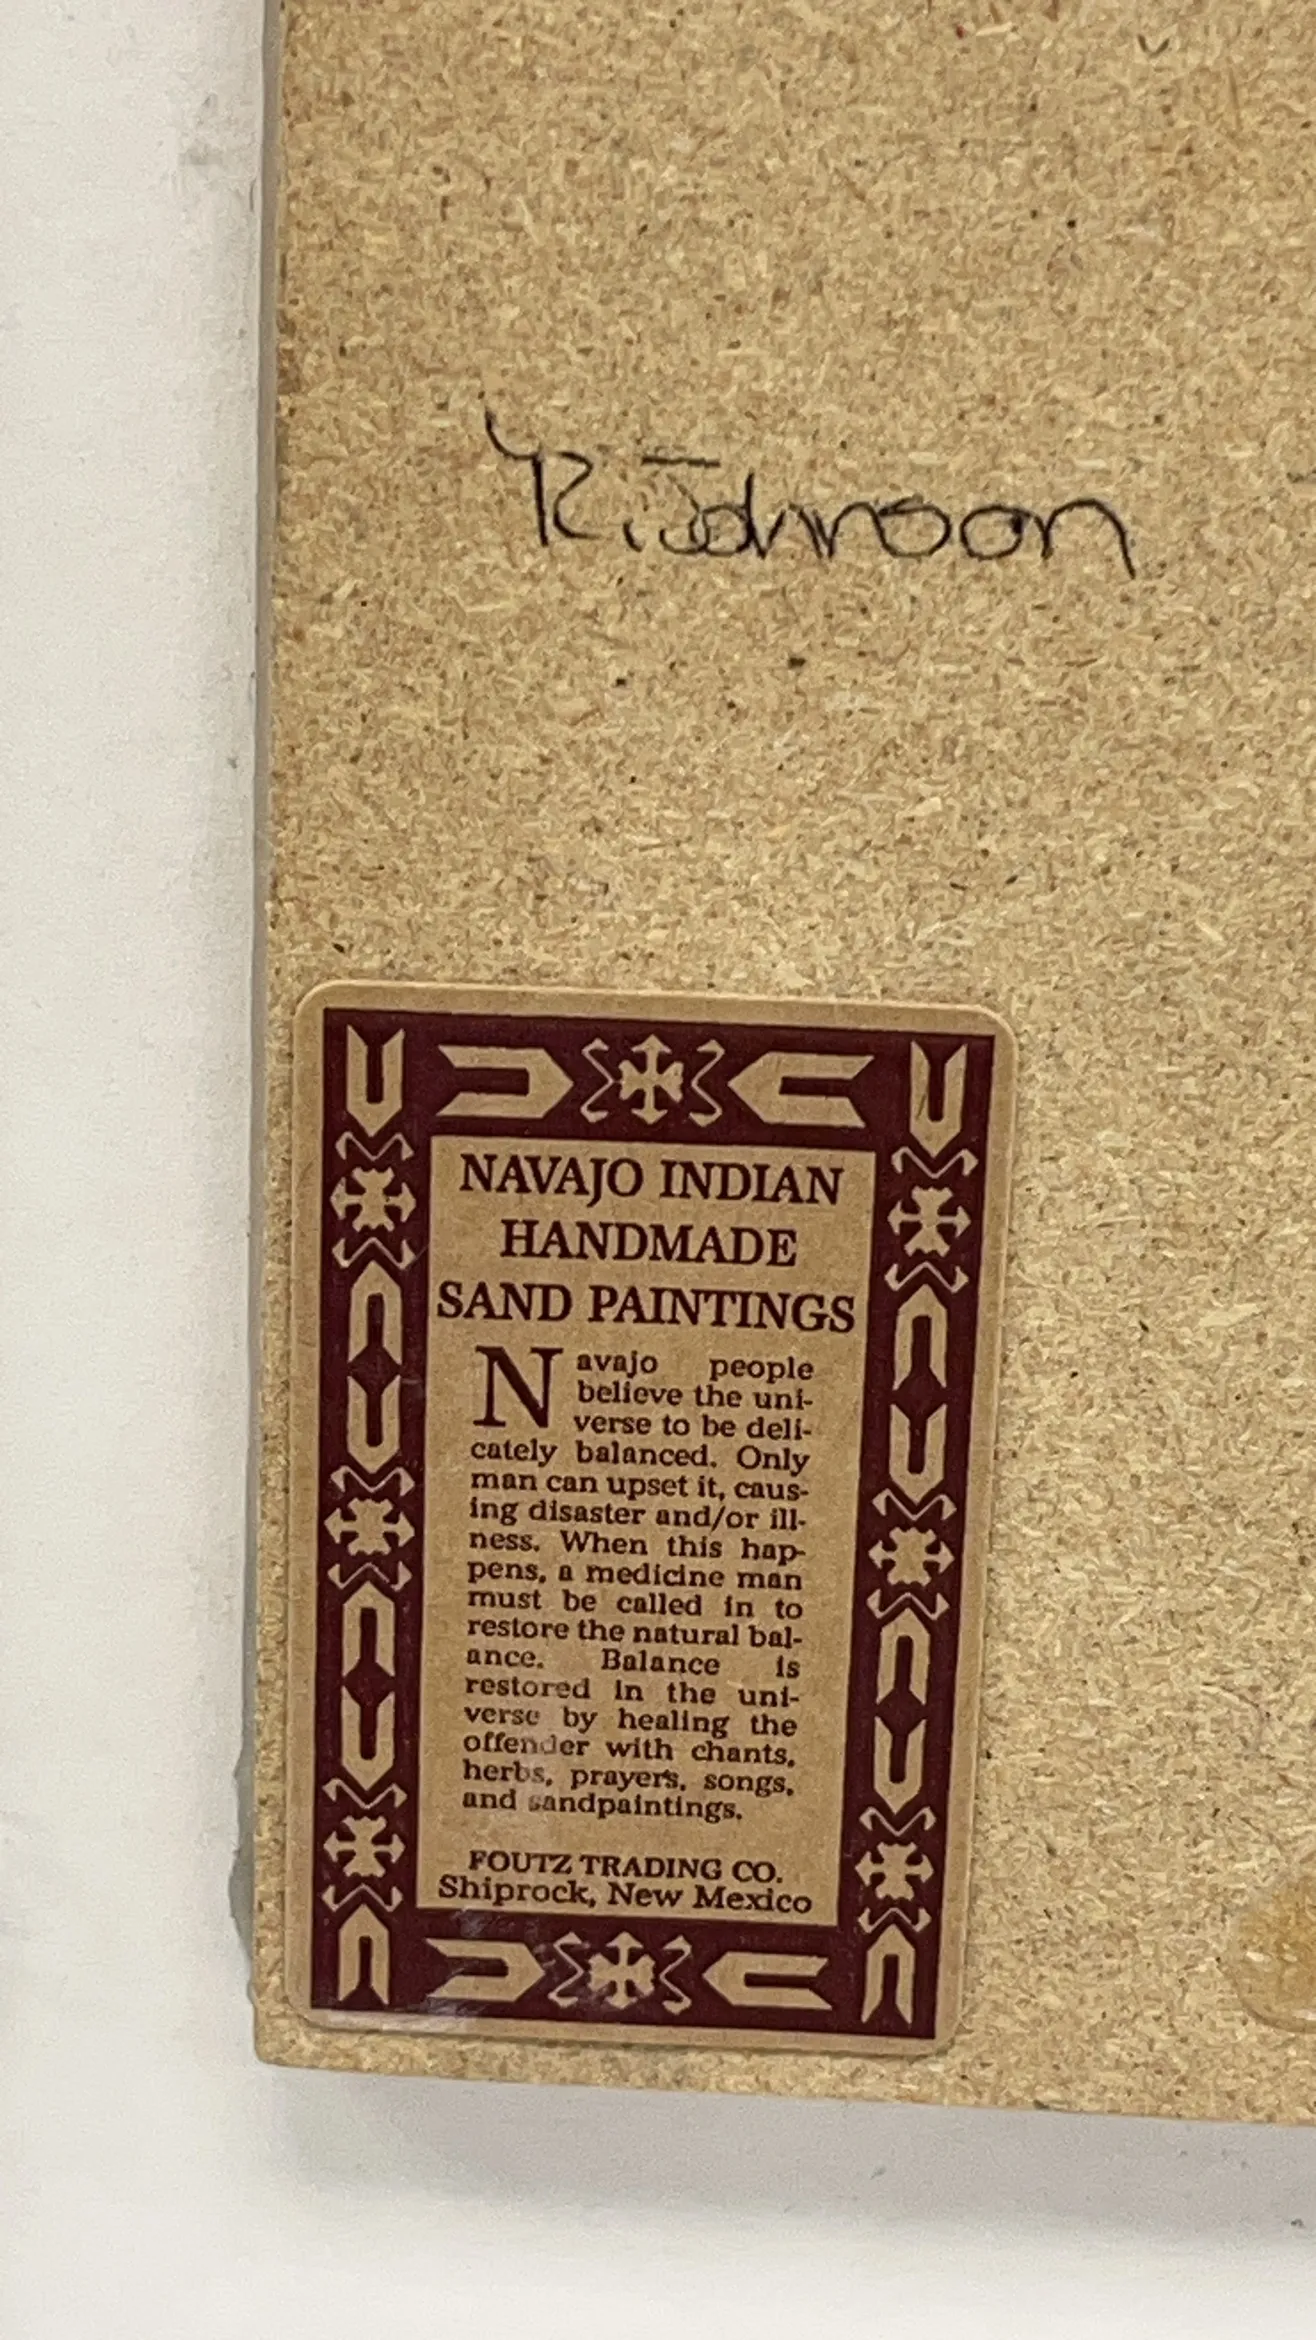 R. Johnson
NAVAJO INDIAN
HANDMADE
SAND PAINTINGS
Navajo people
believe the uni-
verse to be deli-
cately balanced. Only
man can upset it, caus-
ing disaster and/or ill-
ness. When this hap-
pens, a medicine man
must be called in to
restore the natural bal-
ance. Balance is
restored in the uni-
verse by healing the
offender with chants,
herbs, prayers, songs,
and sandpaintings.
FOUTZ TRADING CO.
Shiprock, New Mexico